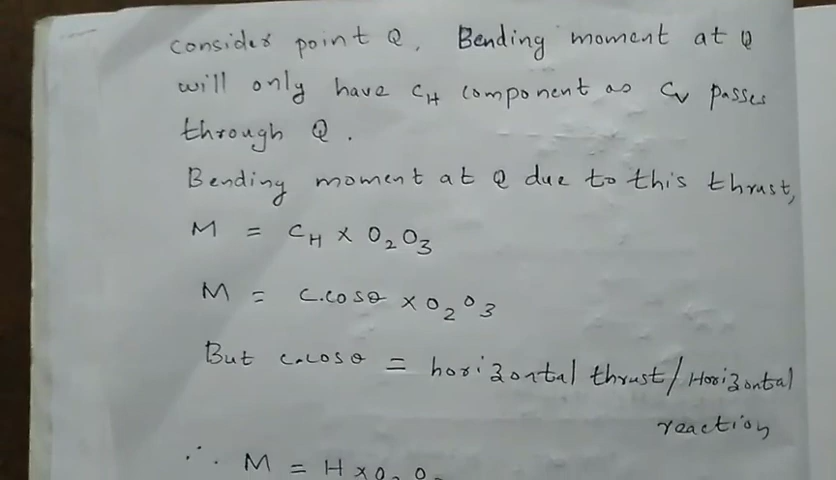 consider point Q. Bending moment at Q
will only have CH component as CV passes
through Q.
Bending moment at Q due to this thrust,
M = CH × O2O3
M = C.cosθ × O2O3
But C.cosθ = horizontal thrust/Horizontal
reaction
∴ M = H × O2O